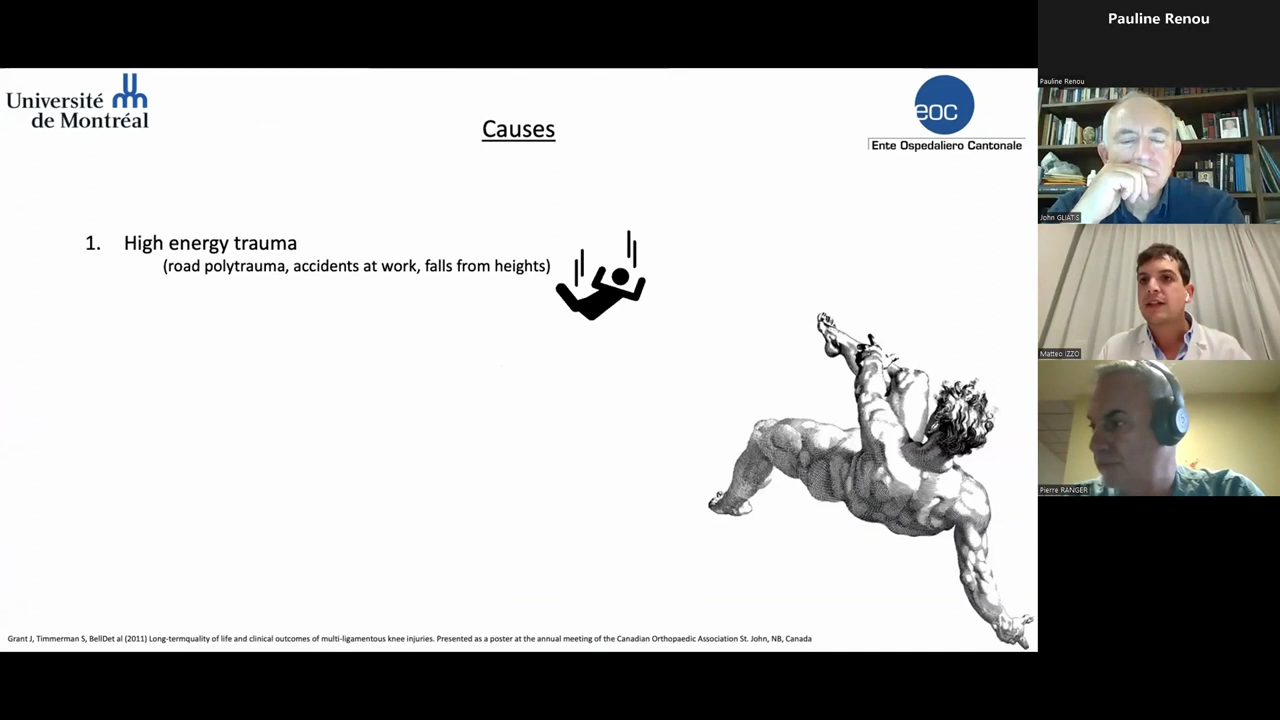 Pauline Renou
Pauline Renou
Université
de Montréal
eoc
Ente Ospedaliero Cantonale
Causes
1. High energy trauma
(road polytrauma, accidents at work, falls from heights)
Grant J, Timmerman S, BellDet al (2011) Long-termquality of life and clinical outcomes of multi-ligamentous knee injuries. Presented as a poster at the annual meeting of the Canadian Orthopaedic Association St. John, NB, Canada
John GLIATIS
Matteo IZZO
Pierre RANGER